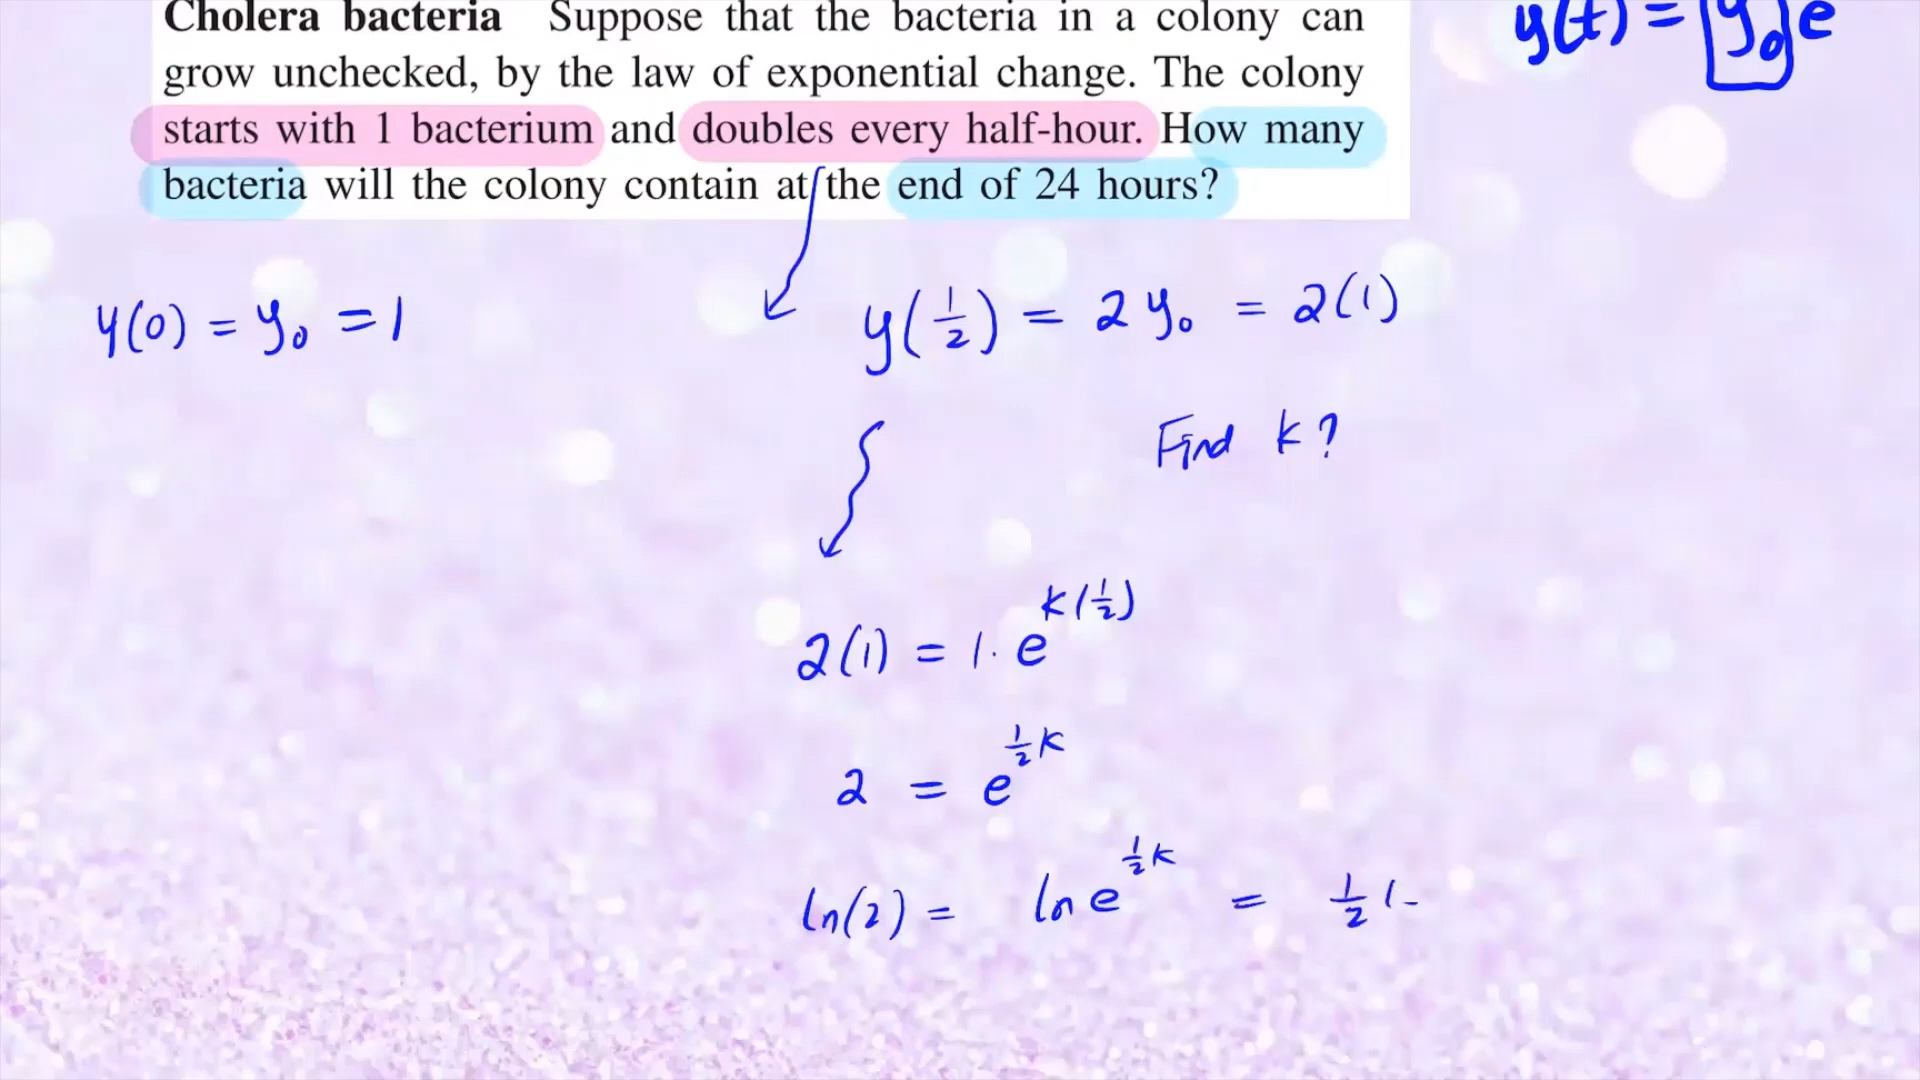 Cholera bacteria Suppose that the bacteria in a colony can
grow unchecked, by the law of exponential change. The colony
starts with 1 bacterium and doubles every half-hour. How many
bacteria will the colony contain at the end of 24 hours?
y(t) = y₀e
y(0) = y₀ = 1
y(½) = 2y₀ = 2(1)
Find k?
2(1) = 1·e^k(½)
2 = e^½k
ln(2) = ln e^½k = ½